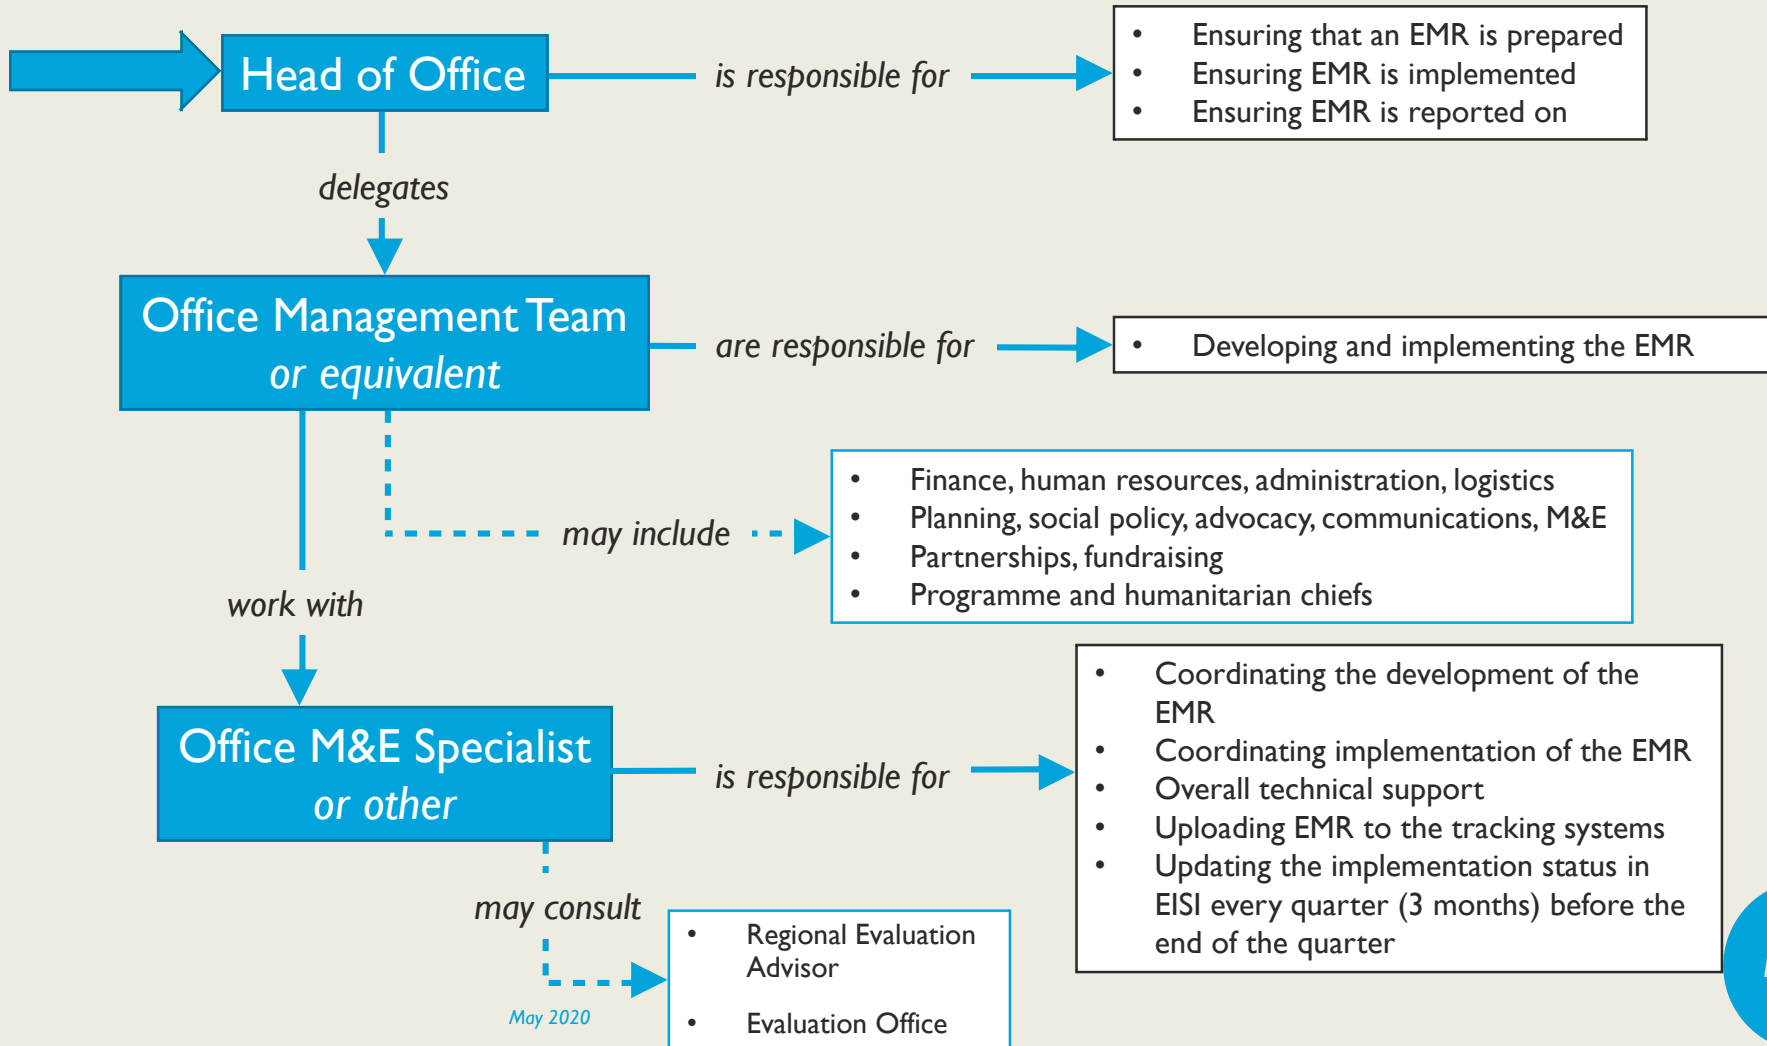 Head of Office
is responsible for
• Ensuring that an EMR is prepared
• Ensuring EMR is implemented
• Ensuring EMR is reported on
delegates
Office Management Team
or equivalent
are responsible for
• Developing and implementing the EMR
may include
• Finance, human resources, administration, logistics
• Planning, social policy, advocacy, communications, M&E
• Partnerships, fundraising
• Programme and humanitarian chiefs
work with
Office M&E Specialist
or other
is responsible for
• Coordinating the development of the
EMR
• Coordinating implementation of the EMR
• Overall technical support
• Uploading EMR to the tracking systems
• Updating the implementation status in
EISI every quarter (3 months) before the
end of the quarter
may consult
• Regional Evaluation
Advisor
• Evaluation Office
May 2020